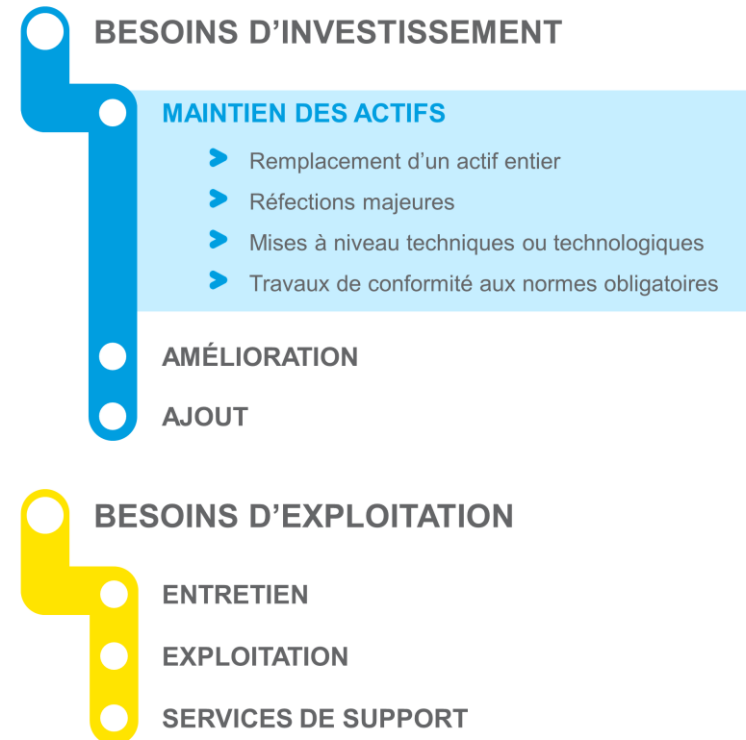 BESOINS D’INVESTISSEMENT
MAINTIEN DES ACTIFS
Remplacement d’un actif entier
Réfections majeures
Mises à niveau techniques ou technologiques
Travaux de conformité aux normes obligatoires
AMÉLIORATION
AJOUT
BESOINS D’EXPLOITATION
ENTRETIEN
EXPLOITATION
SERVICES DE SUPPORT